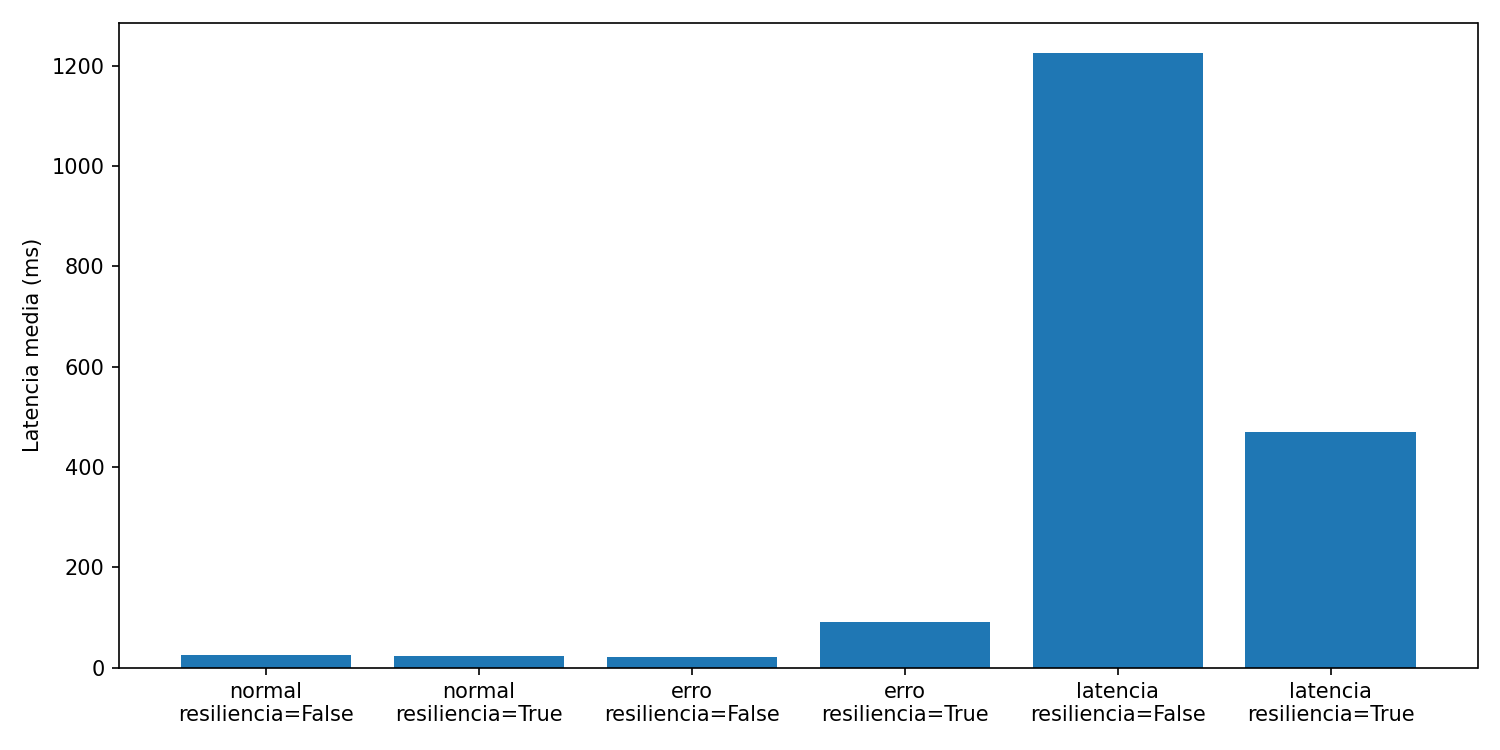 Latencia media (ms)
1200
1000
800
600
400
200
0
normal
resiliencia=False
normal
resiliencia=True
erro
resiliencia=False
erro
resiliencia=True
latencia
resiliencia=False
latencia
resiliencia=True